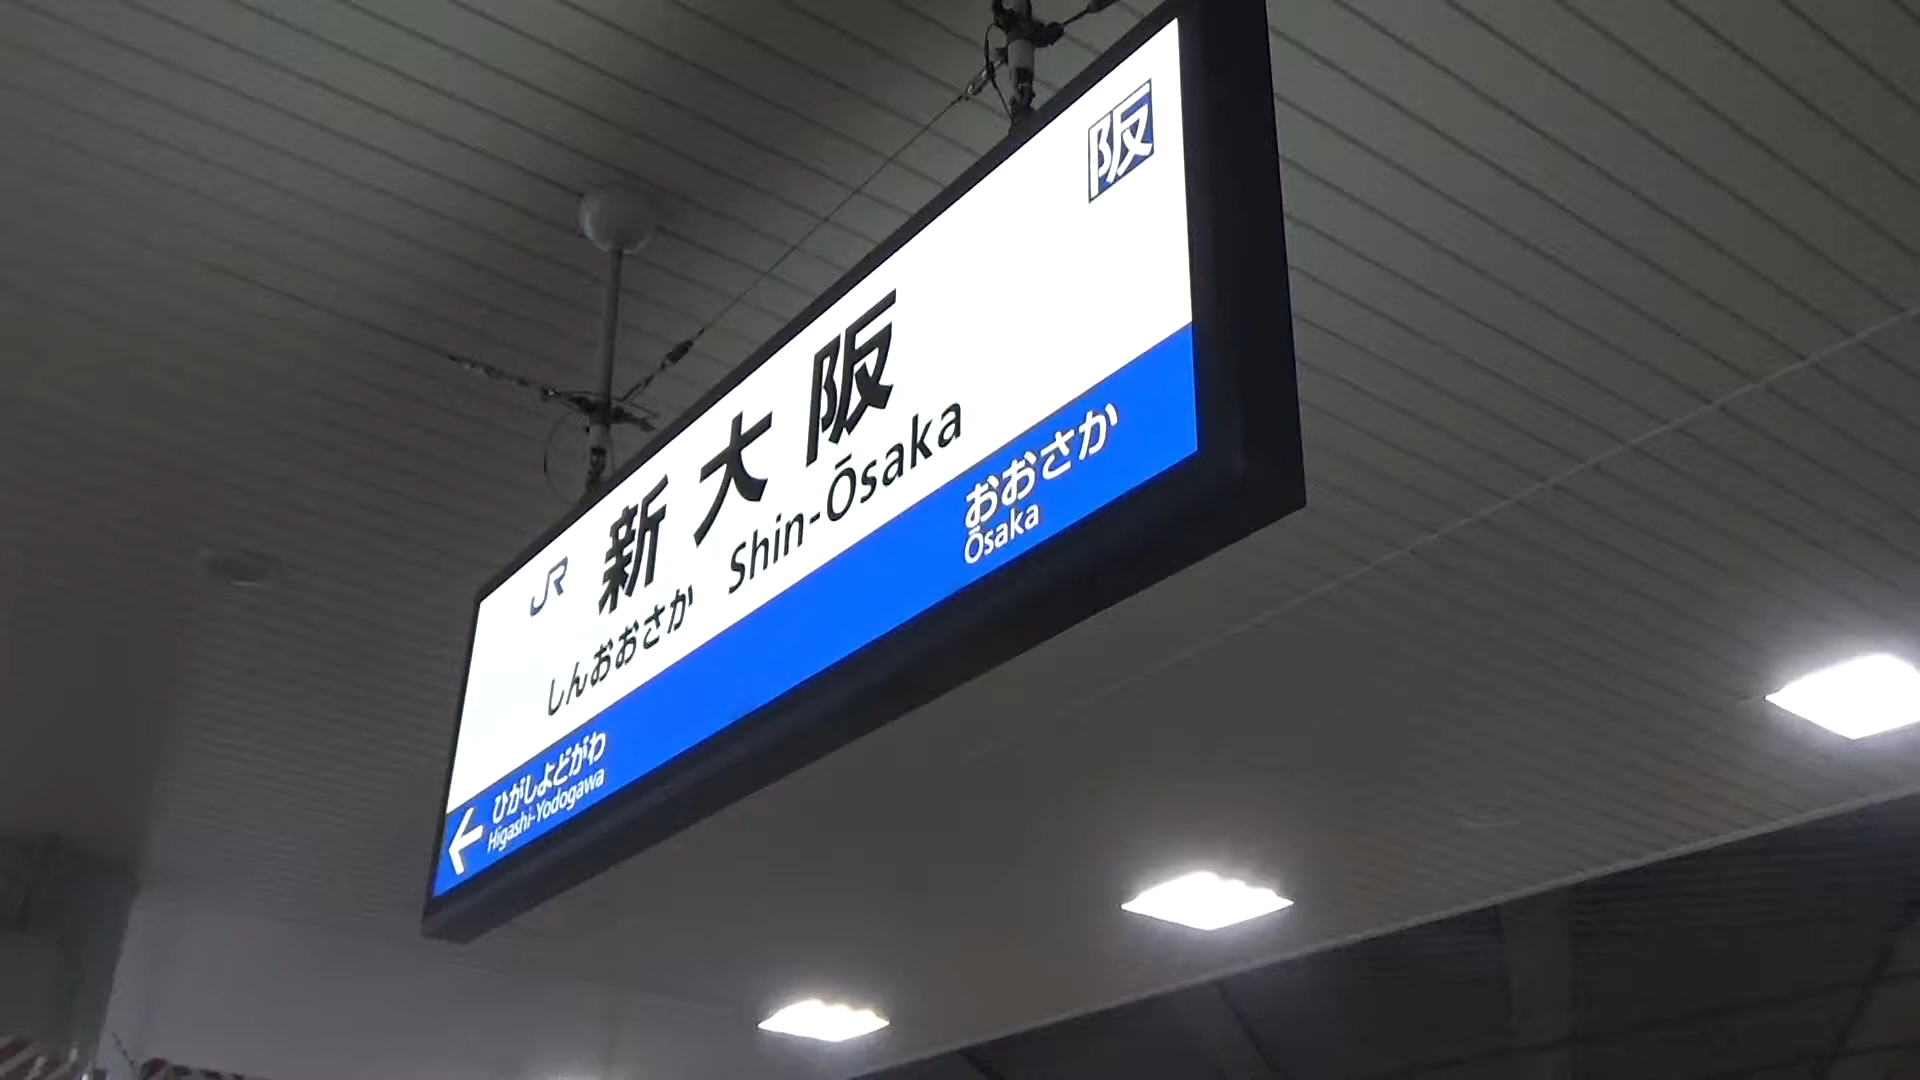 阪
JR 新大阪
しんおおさか Shin-Ōsaka
おおさか
Ōsaka
ひがしよどがわ
← Higashi-Yodogawa